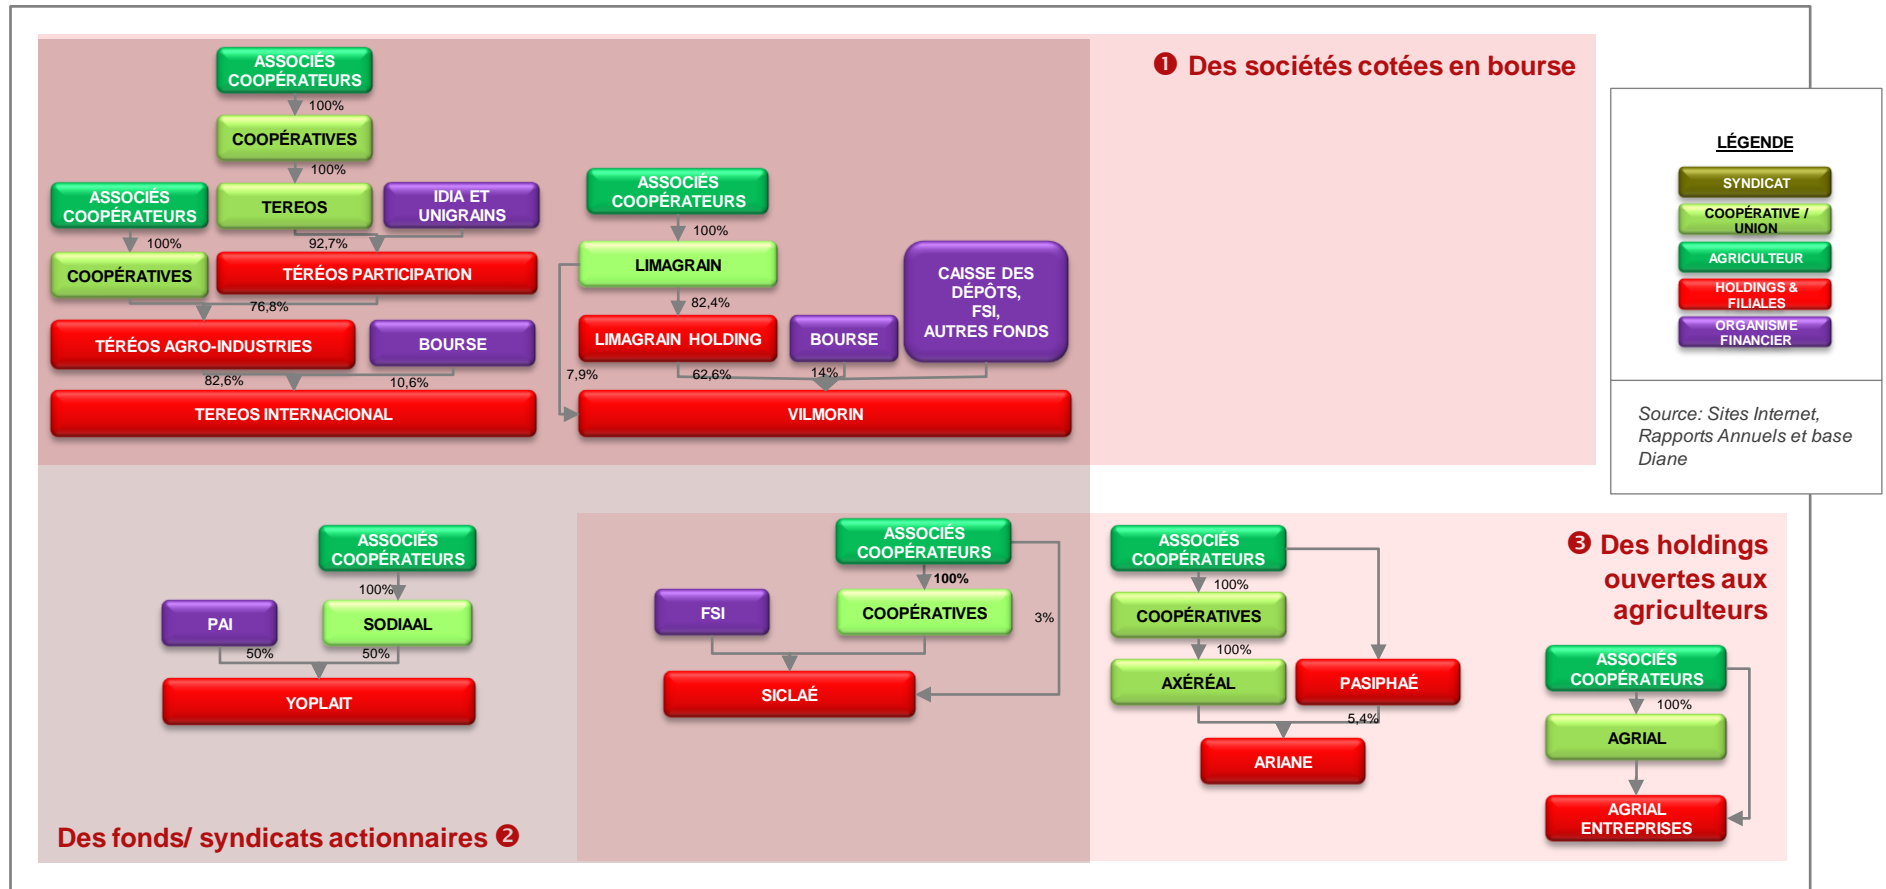 ❶ Des sociétés cotées en bourse
ASSOCIÉS
COOPÉRATEURS
100%
COOPÉRATIVES
100%
ASSOCIÉS
COOPÉRATEURS
TEREOS
IDIA ET
UNIGRAINS
100%
92,7%
COOPÉRATIVES
TÉRÉOS PARTICIPATION
76,8%
TÉRÉOS AGRO-INDUSTRIES
BOURSE
82,6%
10,6%
TEREOS INTERNACIONAL
ASSOCIÉS
COOPÉRATEURS
100%
LIMAGRAIN
82,4%
CAISSE DES
DÉPÔTS,
FSI,
AUTRES FONDS
LIMAGRAIN HOLDING
BOURSE
7,9%
62,6%
14%
VILMORIN
LÉGENDE
SYNDICAT
COOPÉRATIVE /
UNION
AGRICULTEUR
HOLDINGS &
FILIALES
ORGANISME
FINANCIER
Source: Sites Internet,
Rapports Annuels et base
Diane
ASSOCIÉS
COOPÉRATEURS
100%
PAI
SODIAAL
50%
50%
YOPLAIT
Des fonds/ syndicats actionnaires ❷
ASSOCIÉS
COOPÉRATEURS
100%
FSI
COOPÉRATIVES
3%
SICLAÉ
❸ Des holdings
ouvertes aux
agriculteurs
ASSOCIÉS
COOPÉRATEURS
100%
COOPÉRATIVES
100%
AXÉRÉAL
PASIPHAÉ
5,4%
ARIANE
ASSOCIÉS
COOPÉRATEURS
100%
AGRIAL
AGRIAL
ENTREPRISES